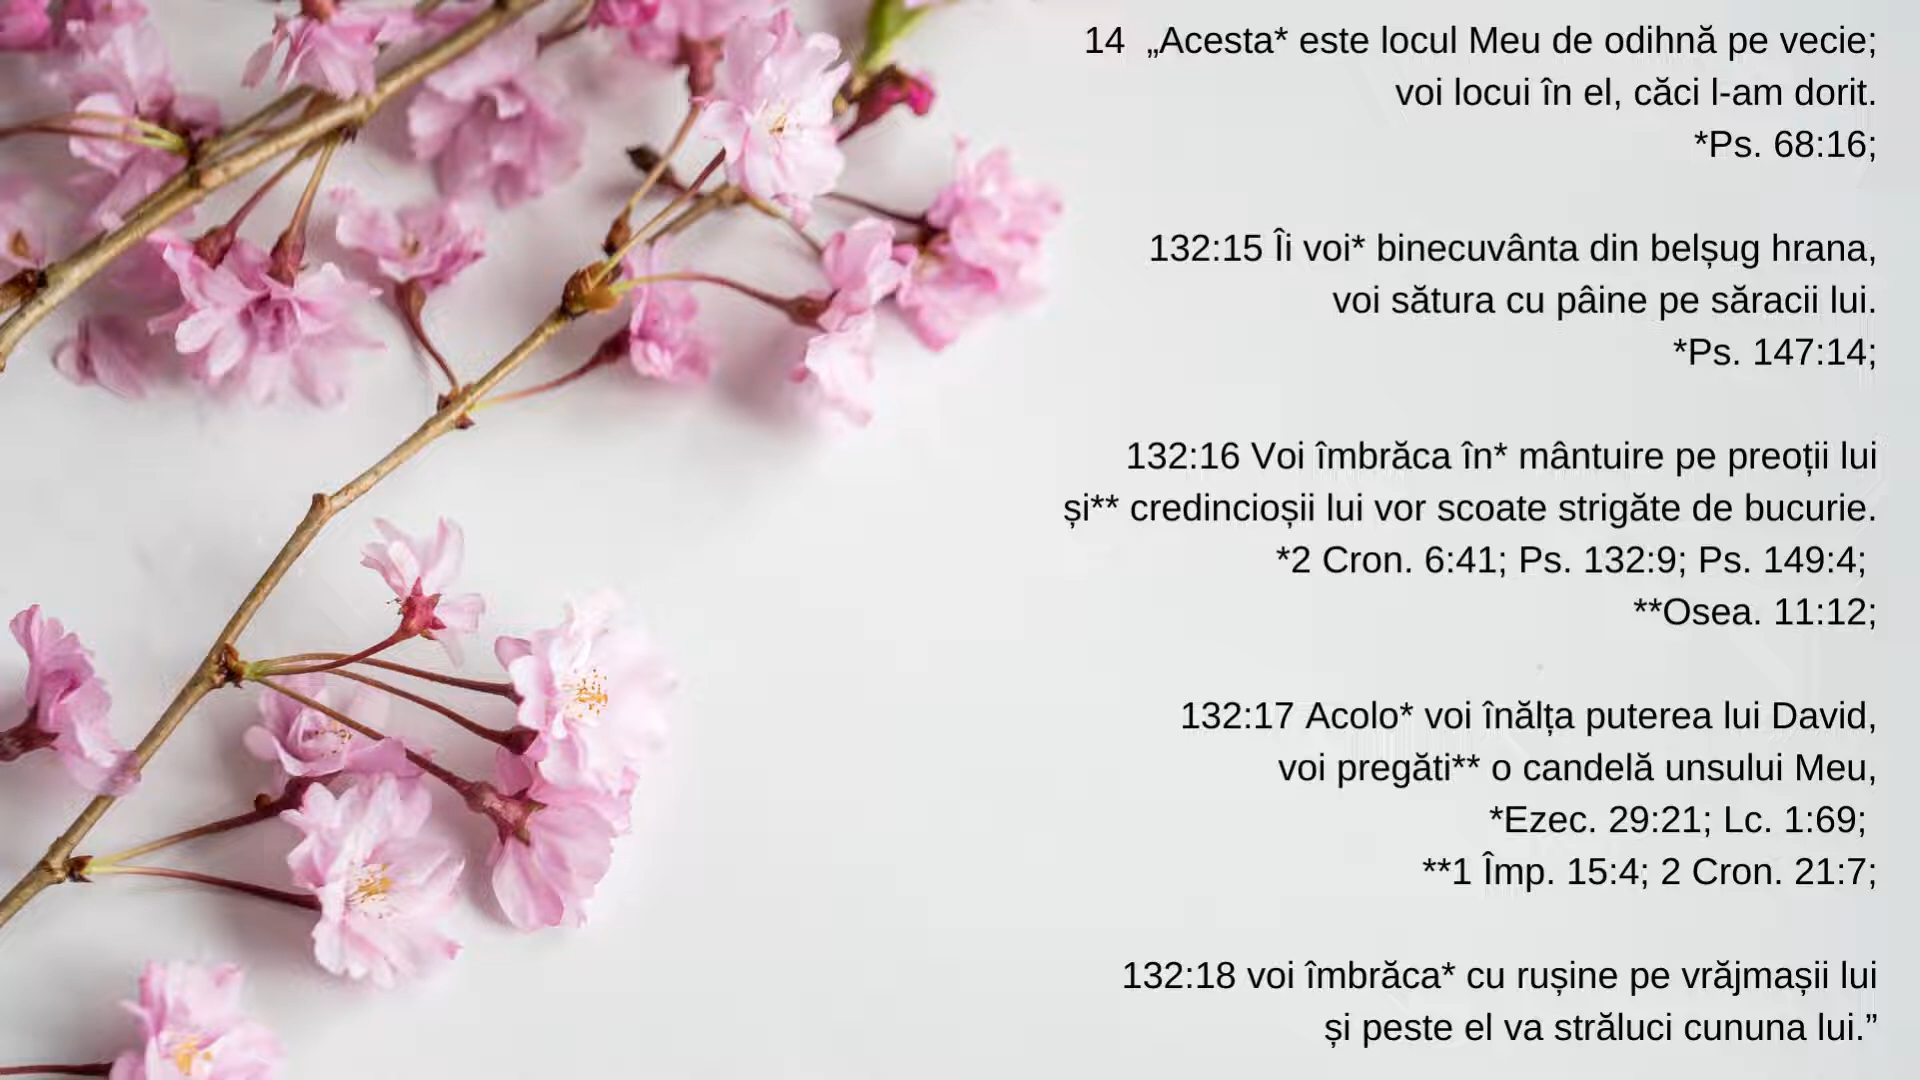 14 „Acesta* este locul Meu de odihnă pe vecie;
voi locui în el, căci l-am dorit.
*Ps. 68:16;
132:15 Îi voi* binecuvânta din belșug hrana,
voi sătura cu pâine pe săracii lui.
*Ps. 147:14;
132:16 Voi îmbrăca în* mântuire pe preoții lui
și** credincioșii lui vor scoate strigăte de bucurie.
*2 Cron. 6:41; Ps. 132:9; Ps. 149:4;
**Osea. 11:12;
132:17 Acolo* voi înălța puterea lui David,
voi pregăti** o candelă unsului Meu,
*Ezec. 29:21; Lc. 1:69;
**1 Împ. 15:4; 2 Cron. 21:7;
132:18 voi îmbrăca* cu rușine pe vrăjmașii lui
și peste el va străluci cununa lui.”